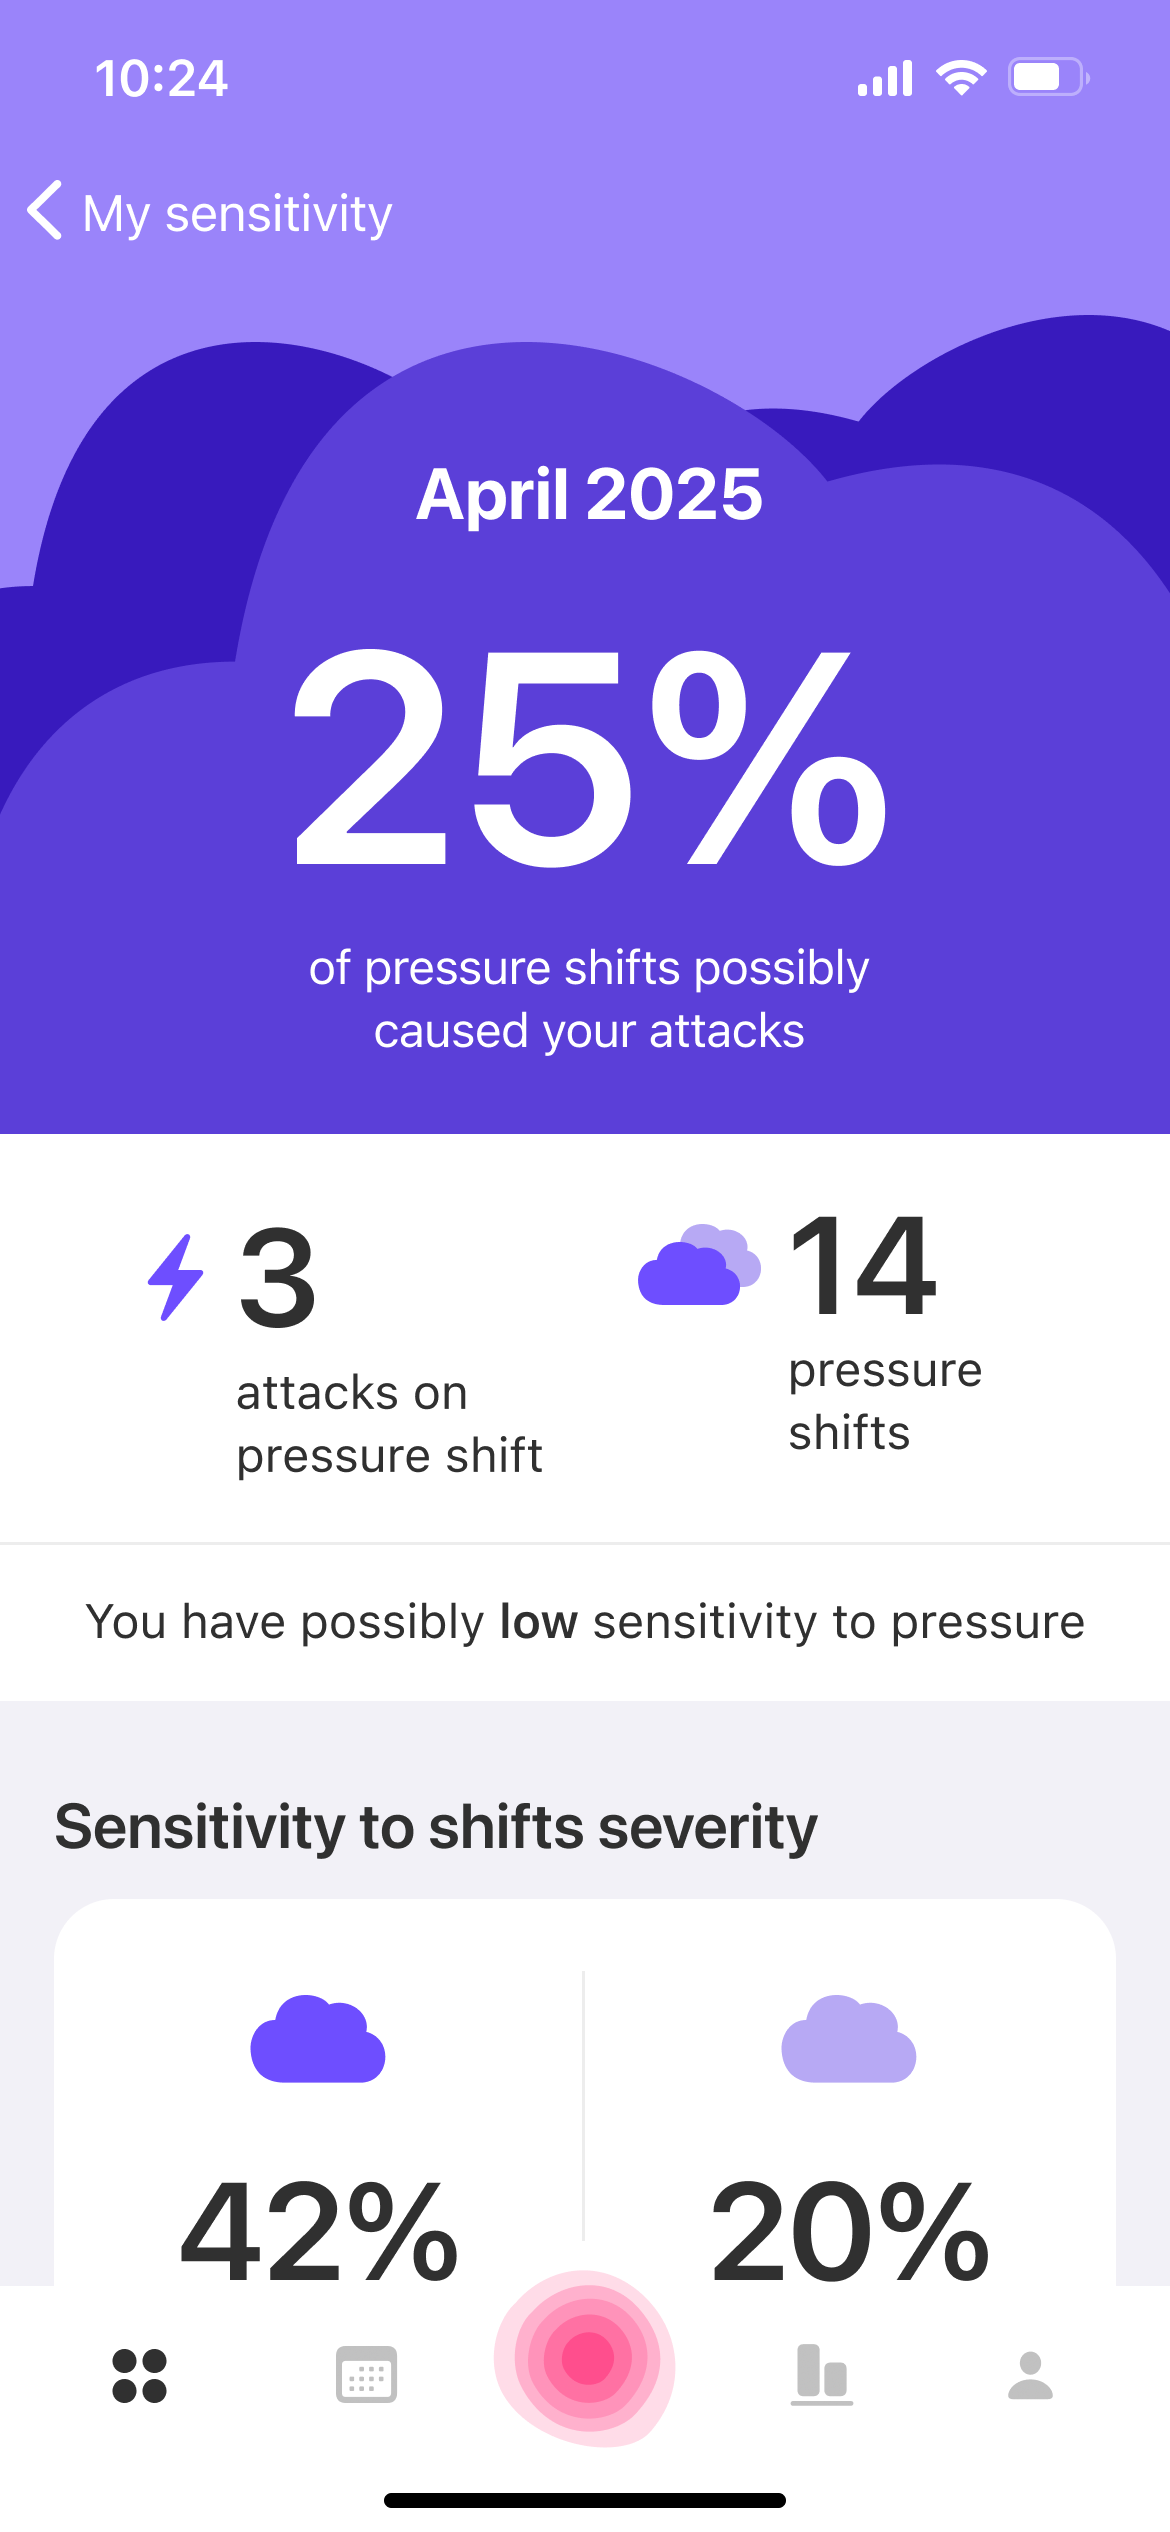 10:24
My sensitivity
April 2025
25%
of pressure shifts possibly
caused your attacks
3
attacks on
pressure shift
14
pressure
shifts
You have possibly low sensitivity to pressure
Sensitivity to shifts severity
42%
20%